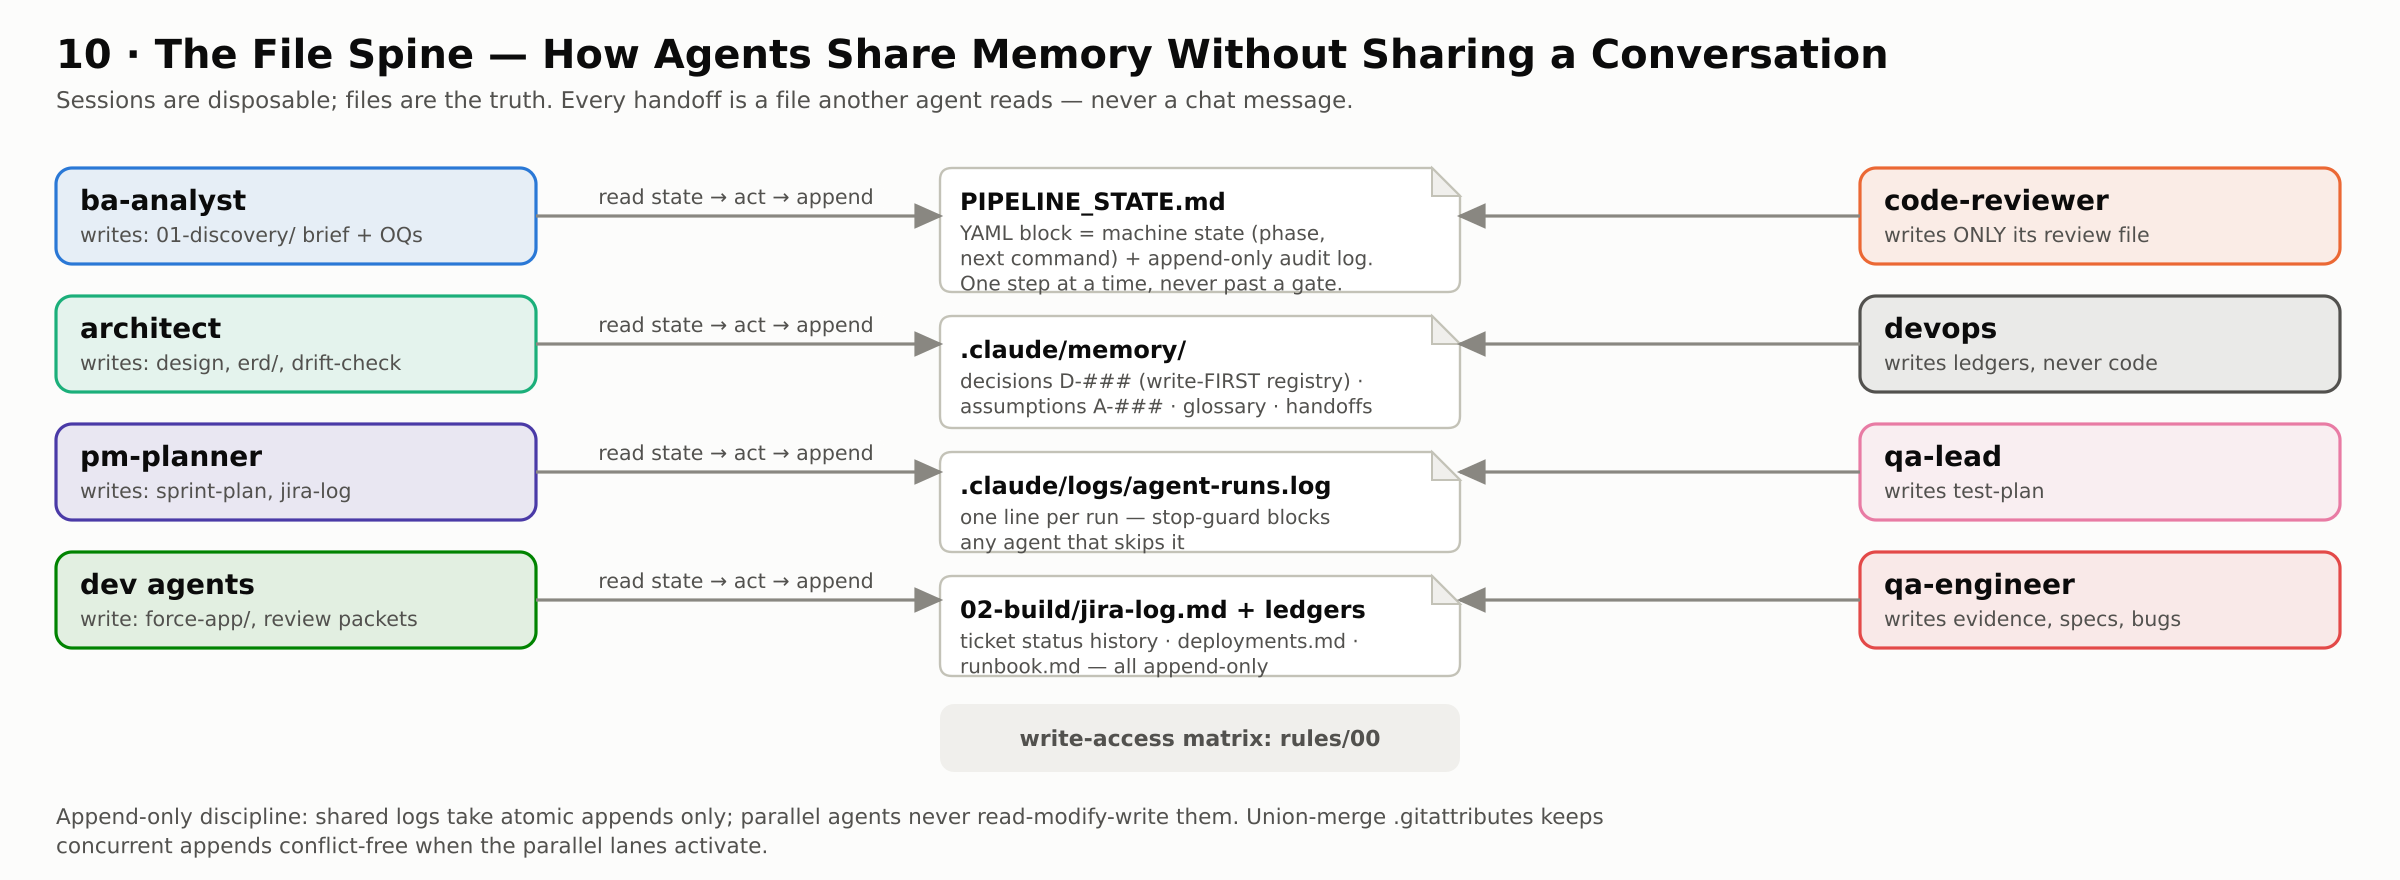 10 · The File Spine — How Agents Share Memory Without Sharing a Conversation
Sessions are disposable; files are the truth. Every handoff is a file another agent reads — never a chat message.
ba-analyst
writes: 01-discovery/ brief + OQs
read state → act → append
PIPELINE_STATE.md
YAML block = machine state (phase,
next command) + append-only audit log.
One step at a time, never past a gate.
code-reviewer
writes ONLY its review file
architect
writes: design, erd/, drift-check
read state → act → append
.claude/memory/
decisions D-### (write-FIRST registry) ·
assumptions A-### · glossary · handoffs
devops
writes ledgers, never code
pm-planner
writes: sprint-plan, jira-log
read state → act → append
.claude/logs/agent-runs.log
one line per run — stop-guard blocks
any agent that skips it
qa-lead
writes test-plan
dev agents
write: force-app/, review packets
read state → act → append
02-build/jira-log.md + ledgers
ticket status history · deployments.md ·
runbook.md — all append-only
qa-engineer
writes evidence, specs, bugs
write-access matrix: rules/00
Append-only discipline: shared logs take atomic appends only; parallel agents never read-modify-write them. Union-merge .gitattributes keeps
concurrent appends conflict-free when the parallel lanes activate.